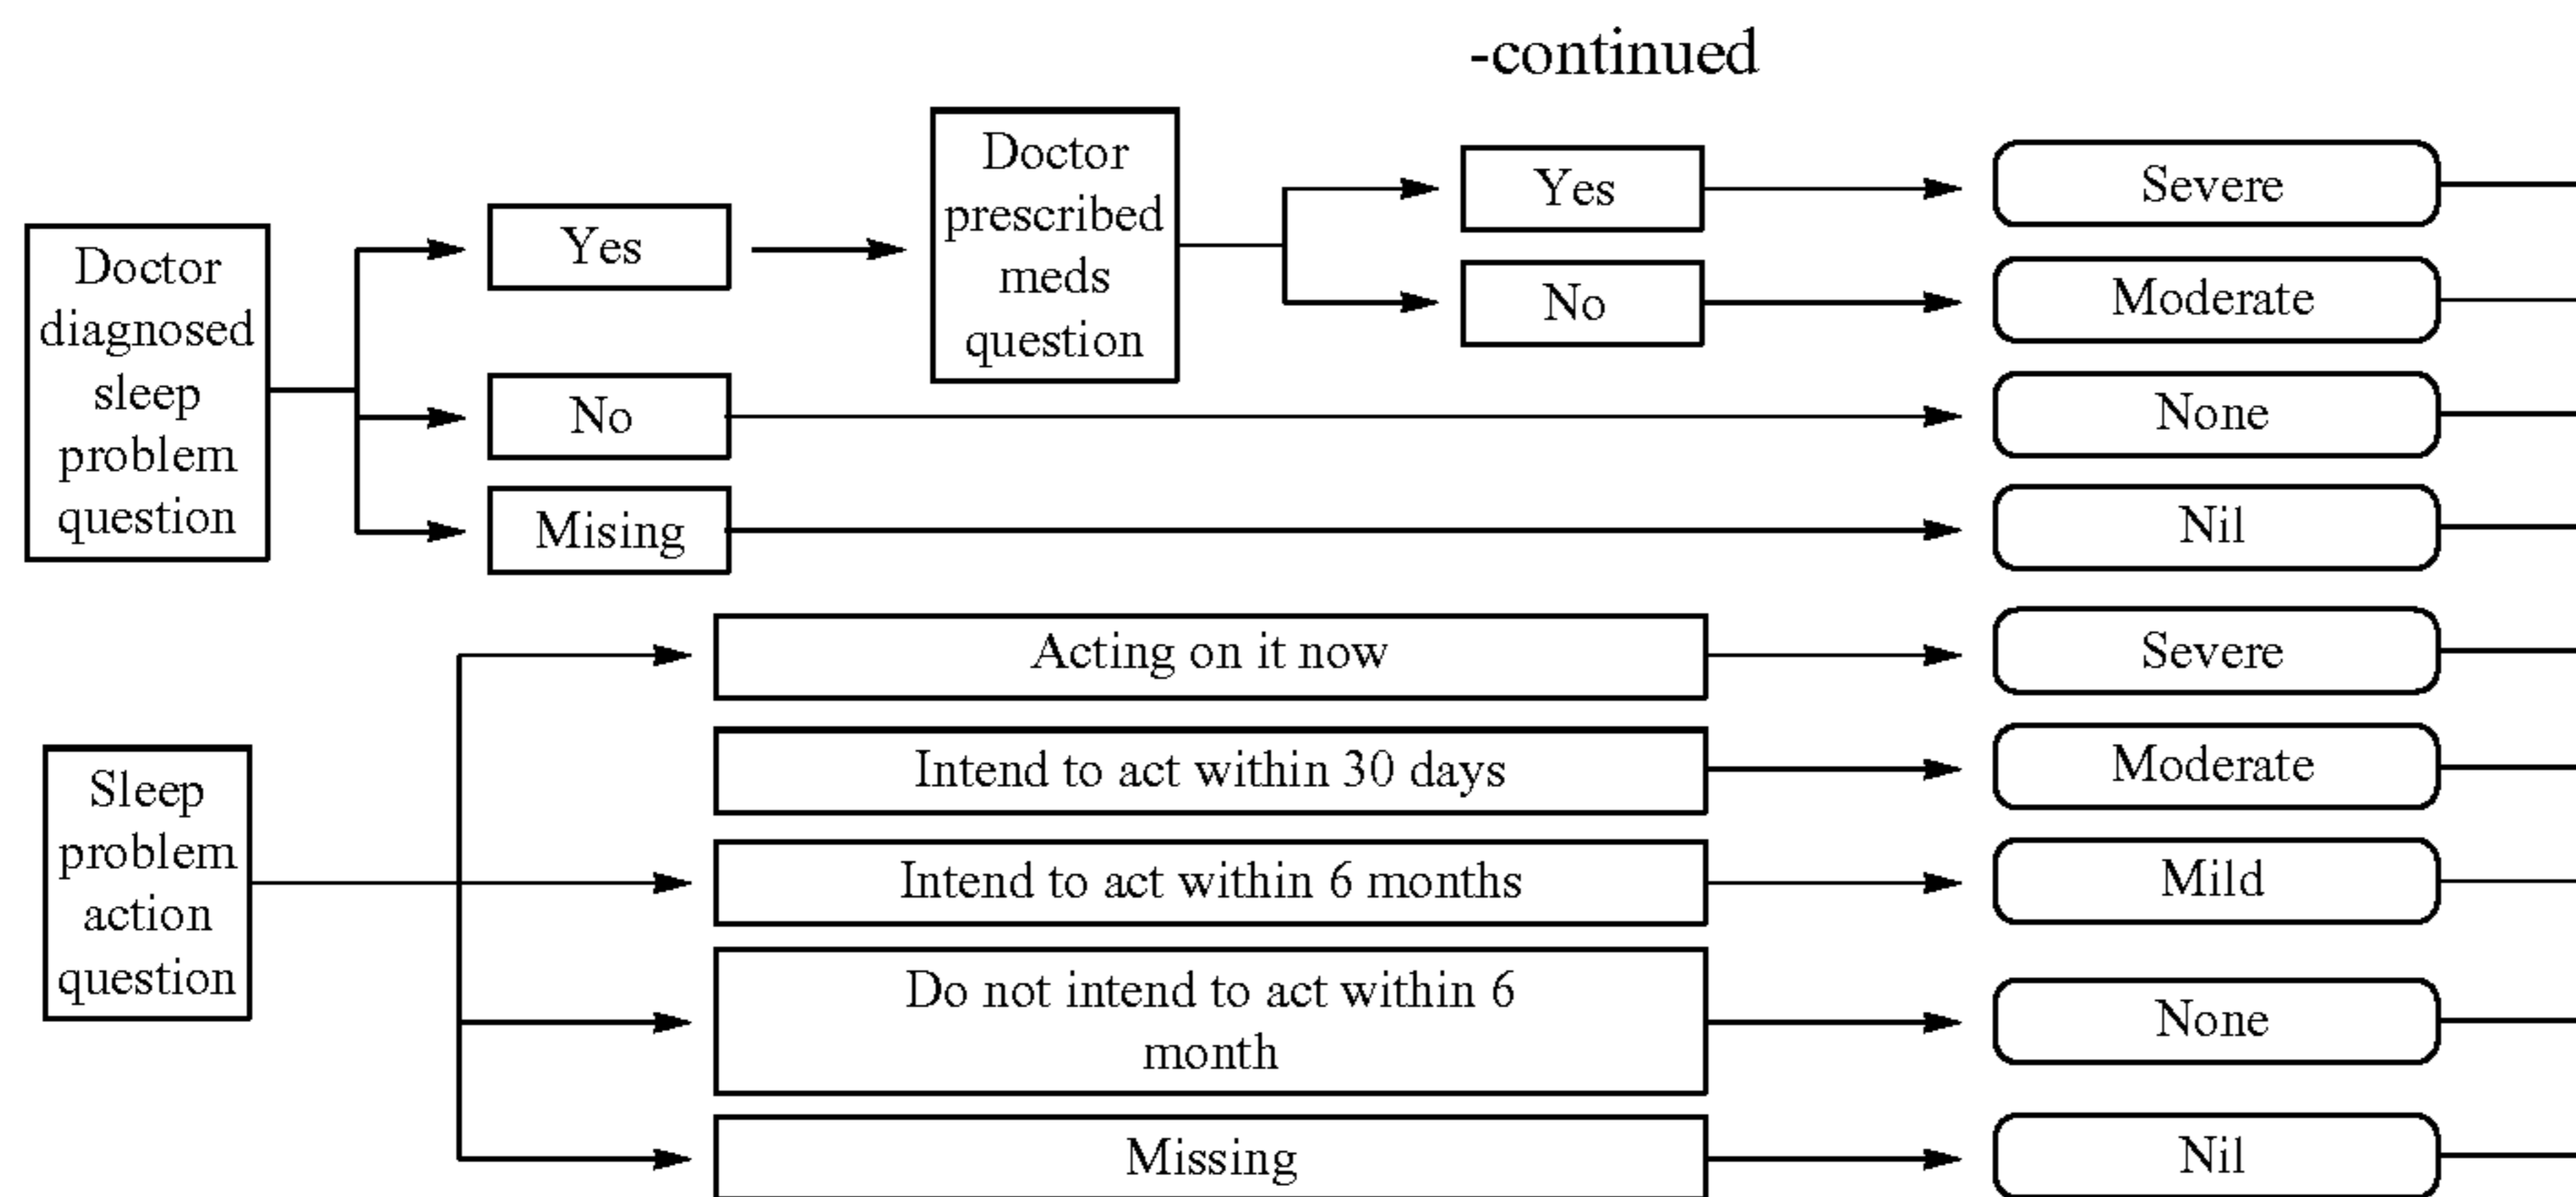 -continued
Doctor
diagnosed
sleep
problem
question
Yes
No
Mising
Doctor
prescribed
meds
question
Yes
No
Severe
Moderate
None
Nil
Sleep
problem
action
question
Acting on it now
Intend to act within 30 days
Intend to act within 6 months
Do not intend to act within 6
month
Missing
Severe
Moderate
Mild
None
Nil